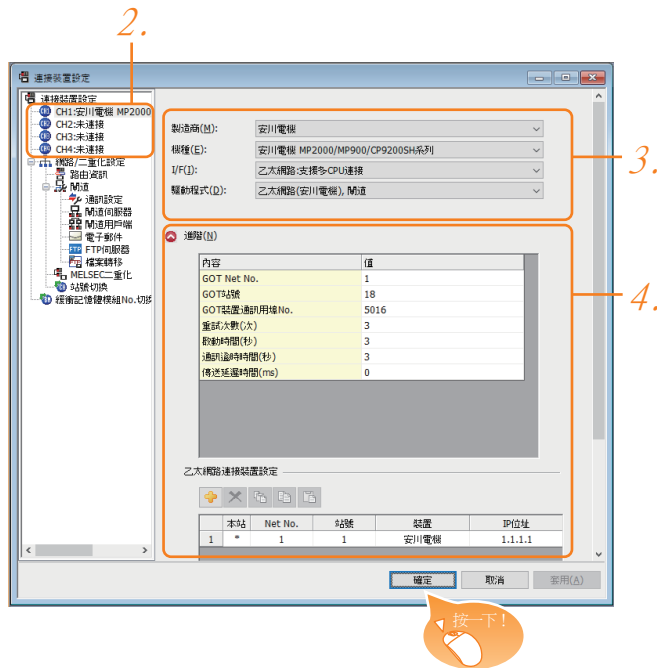 2.
連接裝置設定
連接裝置設定
CH1:安川電機 MP2000
CH2:未連接
CH3:未連接
CH4:未連接
網路/二重化設定
路由資訊
閘道
通訊設定
閘道伺服器
閘道用戶端
電子郵件
FTP伺服器
檔案轉移
MELSEC二重化
站號切換
緩衝記憶體模組No.切換
製造商(M): 安川電機
機種(E): 安川電機 MP2000/MP900/CP9200SH系列
I/F(I): 乙太網路:支援多CPU連接
驅動程式(D): 乙太網路(安川電機), 閘道
3.
進階(N)
內容 值
GOT Net No. 1
GOT站號 18
GOT裝置通訊用埠No. 5016
重試次數(次) 3
啟動時間(秒) 3
通訊逾時時間(秒) 3
傳送延遲時間(ms) 0
4.
乙太網路連接裝置設定
本站 Net No. 站號 裝置 IP位址
1 * 1 1 安川電機 1.1.1.1
確定 取消 套用(A)
按一下!